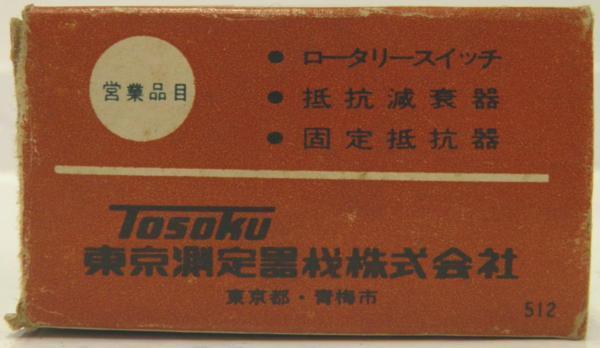 営業品目
● ロータリースイッチ
● 抵抗減衰器
● 固定抵抗器
Tosoku
東京測定器材株式会社
東京都・青梅市
512